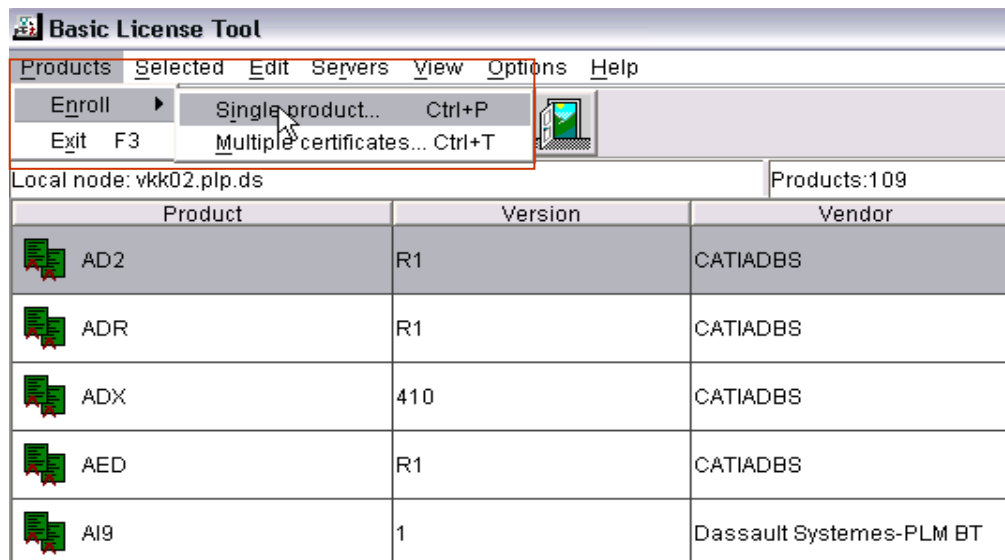 Basic License Tool
Products Selected Edit Servers View Options Help
Enroll Single product... Ctrl+P
Exit F3 Multiple certificates... Ctrl+T
Local node: vkk02.plp.ds Products:109
Product Version Vendor
AD2 R1 CATIADBS
ADR R1 CATIADBS
ADX 410 CATIADBS
AED R1 CATIADBS
AI9 1 Dassault Systemes-PLM BT